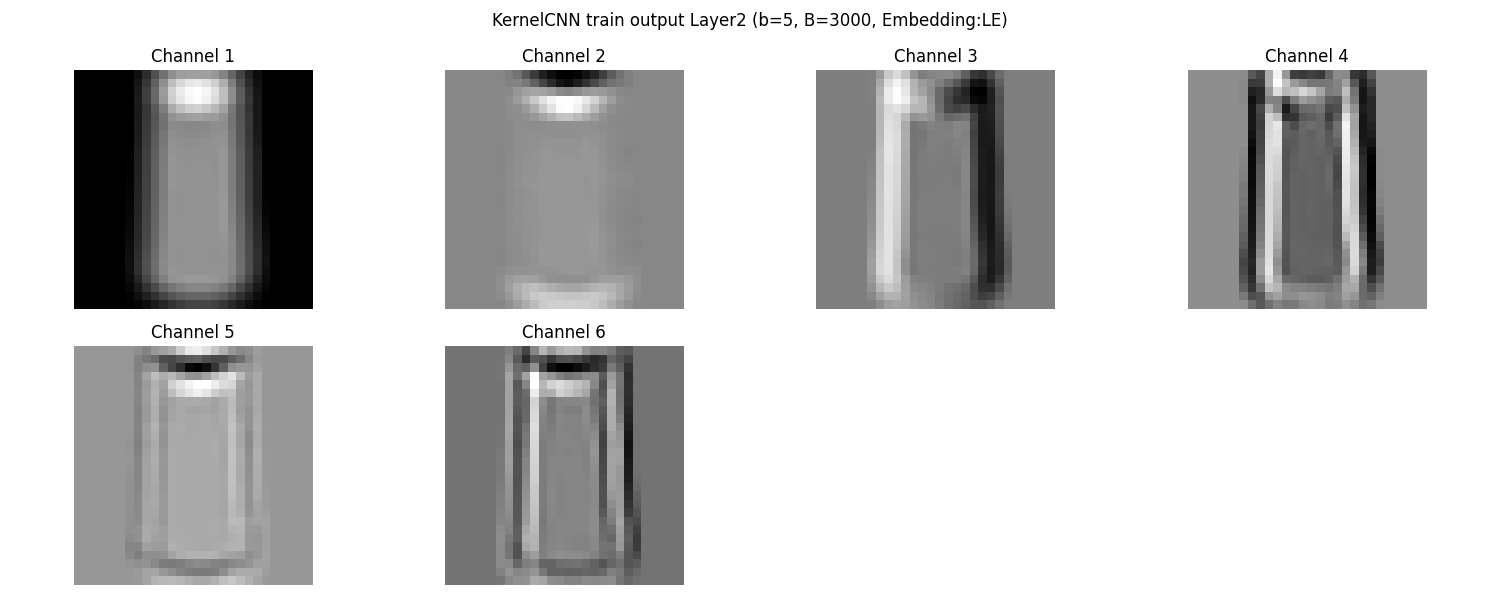 KernelCNN train output Layer2 (b=5, B=3000, Embedding:LE)
Channel 1
Channel 2
Channel 3
Channel 4
Channel 5
Channel 6